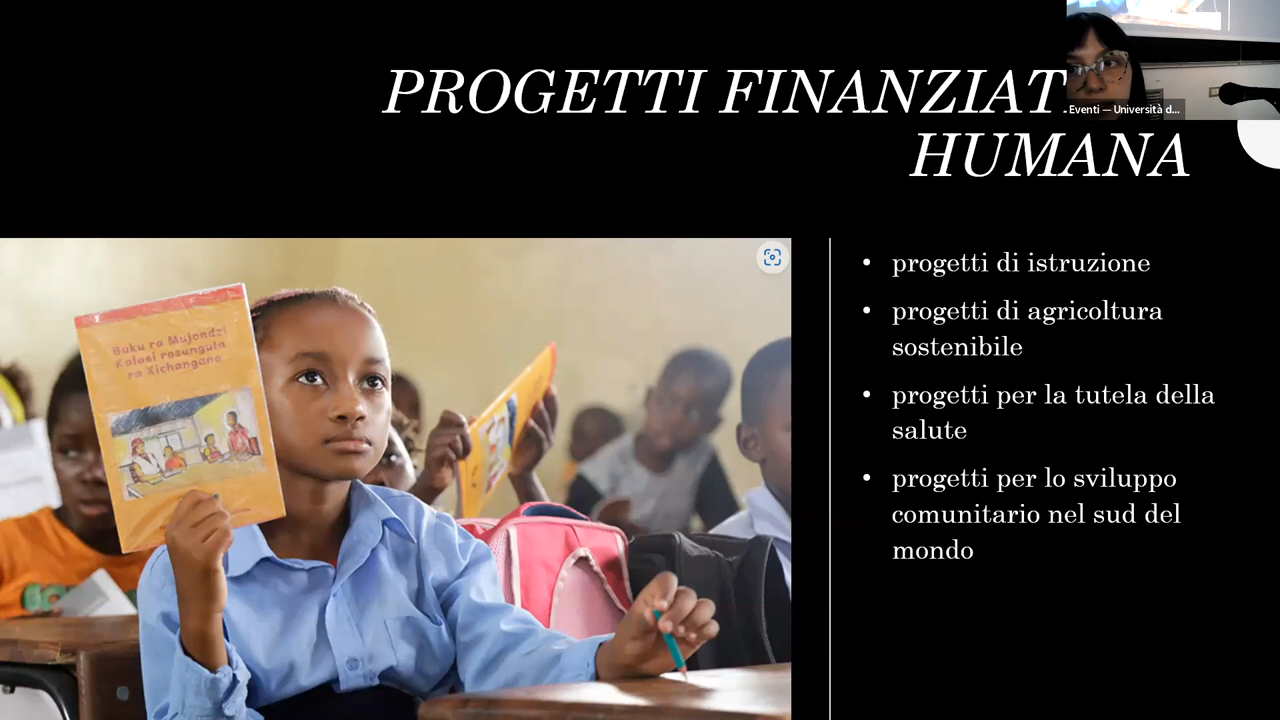 PROGETTI FINANZIAT
HUMANA
Eventi — Università d...
progetti di istruzione
progetti di agricoltura
sostenibile
progetti per la tutela della
salute
progetti per lo sviluppo
comunitario nel sud del
mondo
Buku ra Mujondzi
Kalasi rosungula
ra Xichangana